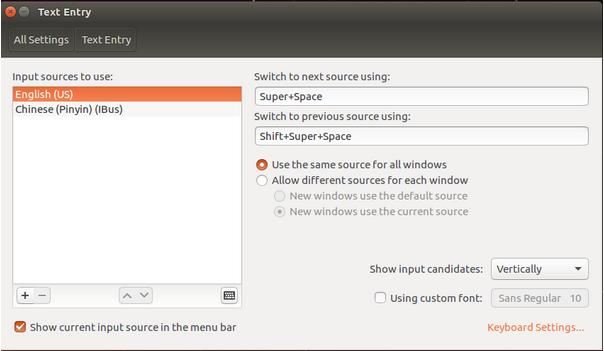 Text Entry
All Settings
Text Entry
Input sources to use:
English (US)
Chinese (Pinyin) (IBus)
Switch to next source using:
Super+Space
Switch to previous source using:
Shift+Super+Space
Use the same source for all windows
Allow different sources for each window
New windows use the default source
New windows use the current source
Show input candidates: Vertically
Using custom font: Sans Regular 10
Show current input source in the menu bar
Keyboard Settings...